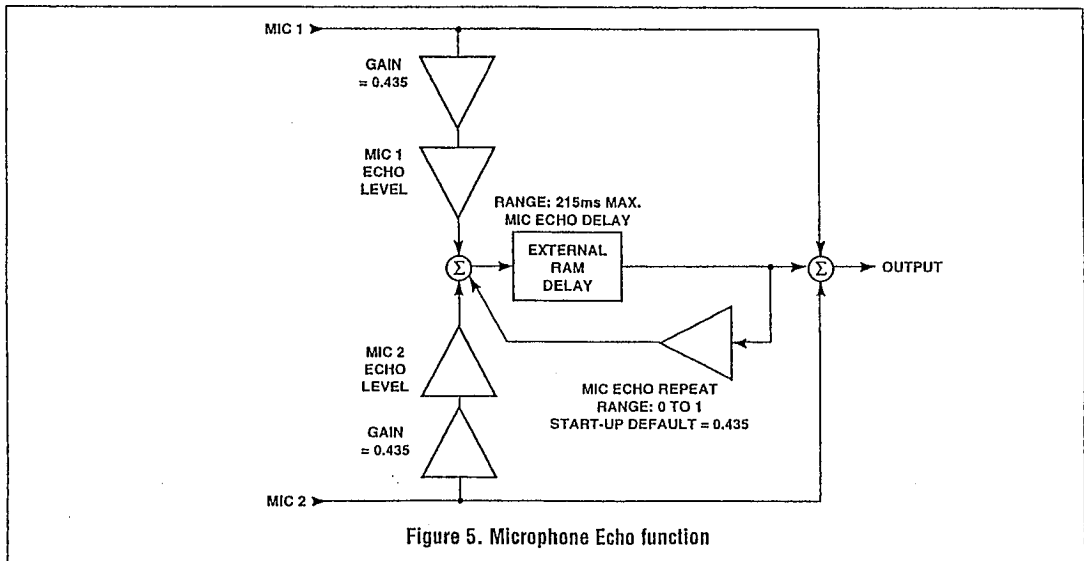 MIC 1
GAIN
= 0.435
MIC 1
ECHO
LEVEL
RANGE: 215ms MAX.
MIC ECHO DELAY
Σ
EXTERNAL
RAM
DELAY
Σ
OUTPUT
MIC 2
ECHO
LEVEL
MIC ECHO REPEAT
RANGE: 0 TO 1
START-UP DEFAULT = 0.435
GAIN
= 0.435
MIC 2
Figure 5. Microphone Echo function